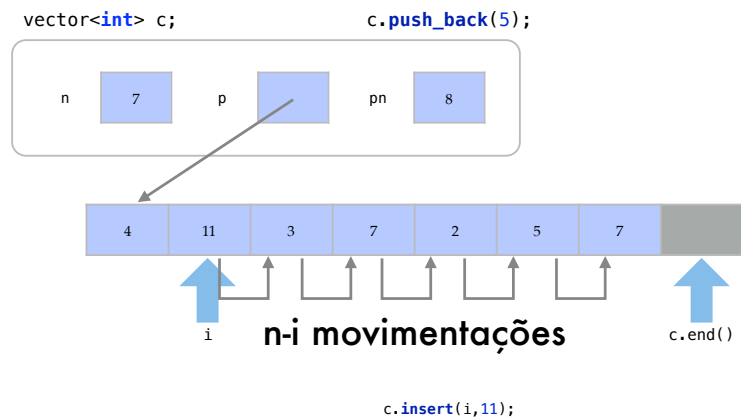 vector<int> c; c.push_back(5);
n 7 p pn 8
4 11 3 7 2 5 7
i n-i movimentações c.end()
c.insert(i,11);